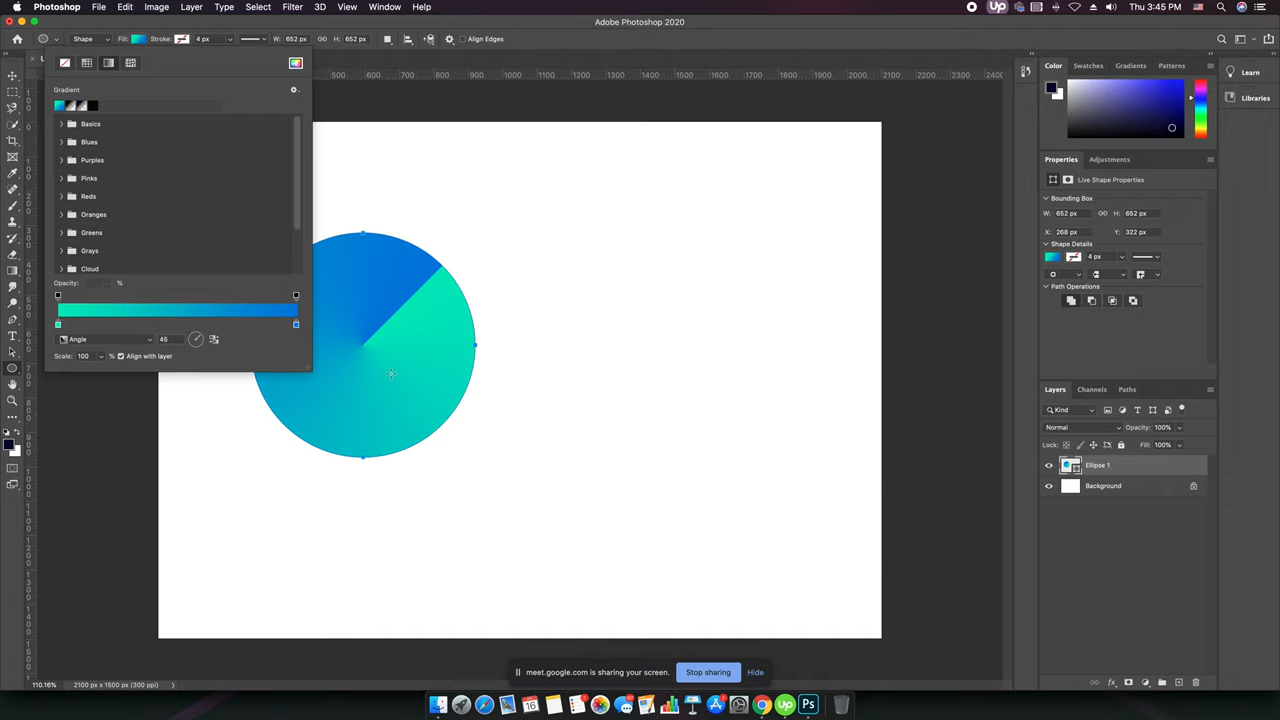 Photoshop File Edit Image Layer Type Select Filter 3D View Window Help
Up
Thu 3:45 PM
Adobe Photoshop 2020
Shape Fill: Stroke: 4 px W: 652 px H: 652 px Align Edges
500 600 700 800 900 1000 1100 1200 1300 1400 1500 1600 1700 1800 1900 2000 2100 2200 2300 2400
Gradient
Basics
Blues
Purples
Pinks
Reds
Oranges
Greens
Grays
Cloud
Opacity: %
Angle 45
Scale: 100 % Align with layer
Color Swatches Gradients Patterns
Learn
Libraries
Properties Adjustments
Live Shape Properties
Bounding Box
W: 652 px H: 652 px
X: 268 px Y: 322 px
Shape Details
4 px
Path Operations
Layers Channels Paths
Kind
Normal Opacity: 100%
Lock: Fill: 100%
Ellipse 1
Background
fx
meet.google.com is sharing your screen. Stop sharing Hide
110.16% 2100 px x 1500 px (300 ppi)
16
Up
Ps